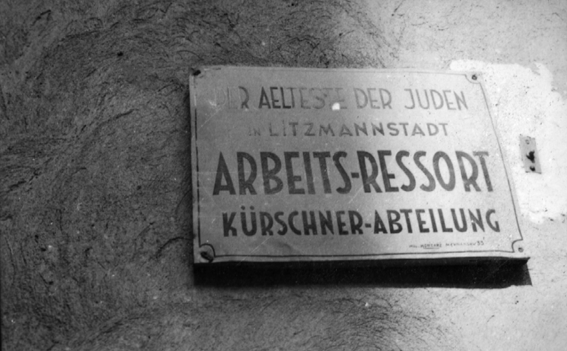 DER AELTESTE DER JUDEN
IN LITZMANNSTADT
ARBEITS-RESSORT
KÜRSCHNER-ABTEILUNG